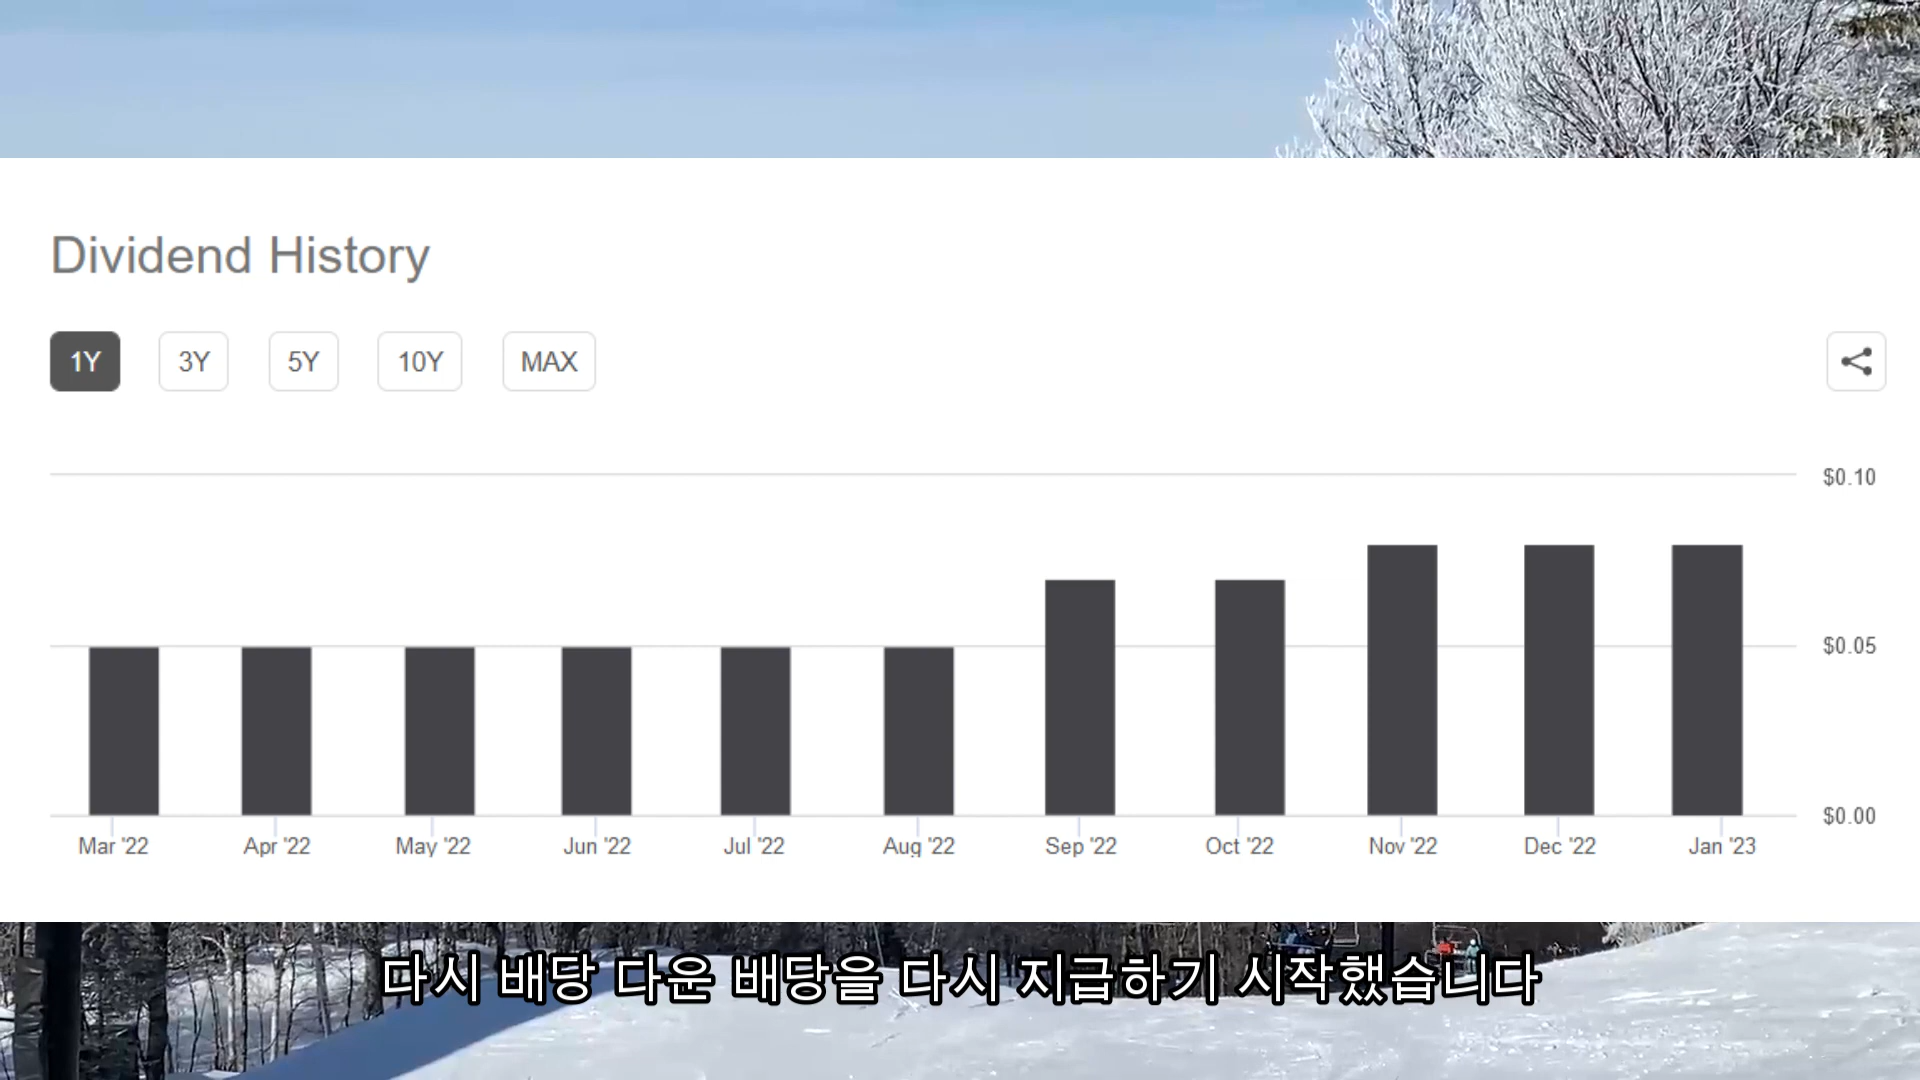 Dividend History
1Y 3Y 5Y 10Y MAX
$0.10
$0.05
$0.00
Mar '22 Apr '22 May '22 Jun '22 Jul '22 Aug '22 Sep '22 Oct '22 Nov '22 Dec '22 Jan '23
다시 배당 다운 배당을 다시 지급하기 시작했습니다